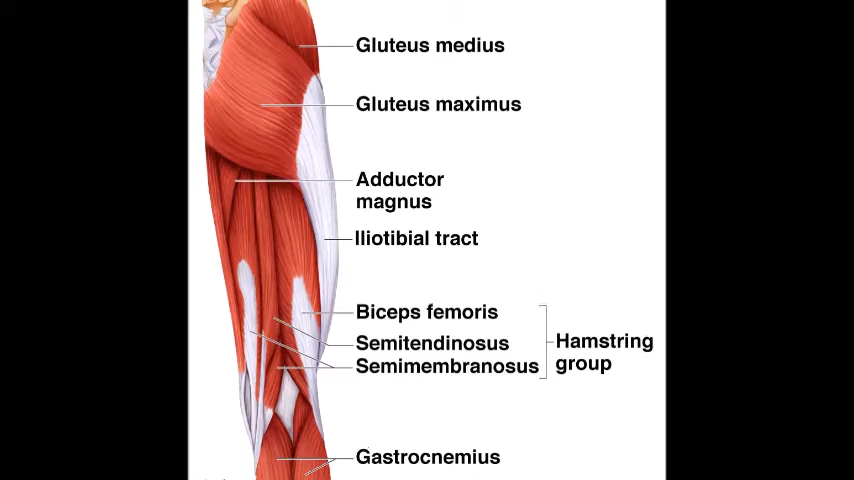 Gluteus medius
Gluteus maximus
Adductor
magnus
Iliotibial tract
Biceps femoris
Semitendinosus
Semimembranosus
Hamstring
group
Gastrocnemius